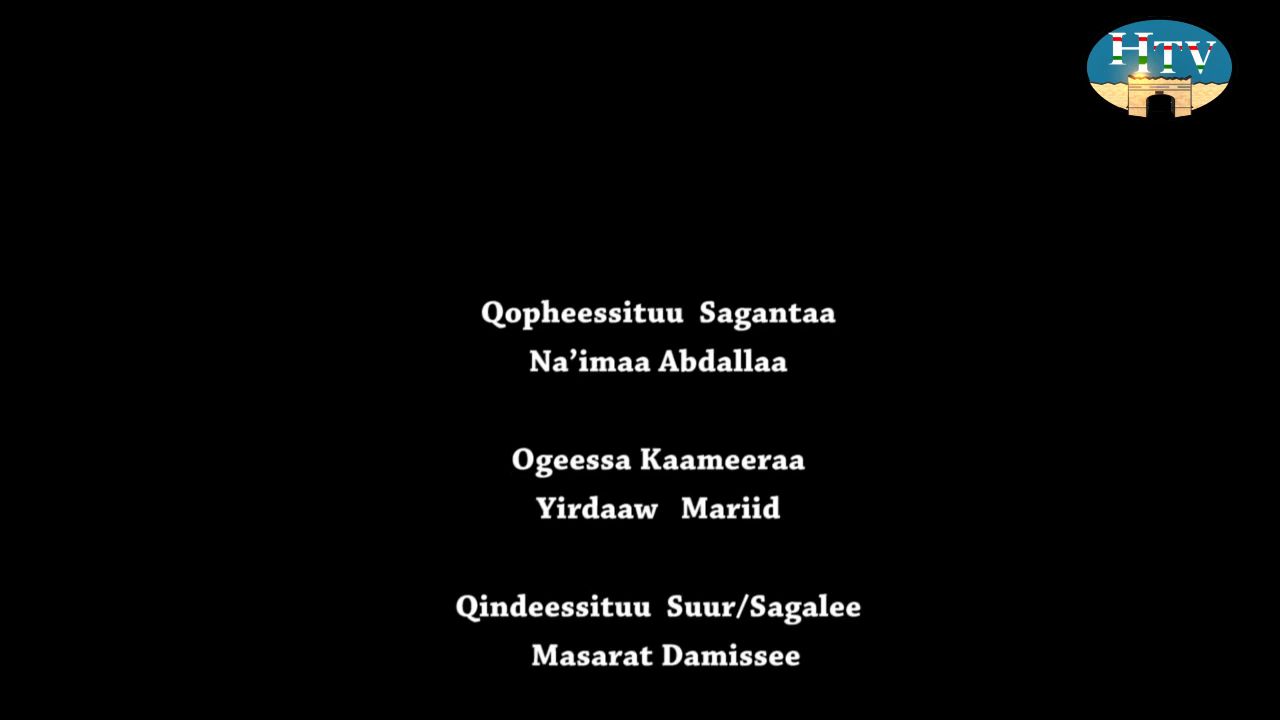 HTV
Qopheessituu Sagantaa
Na’imaa Abdallaa
Ogeessa Kaameeraa
Yirdaaw Mariid
Qindeessituu Suur/Sagalee
Masarat Damissee